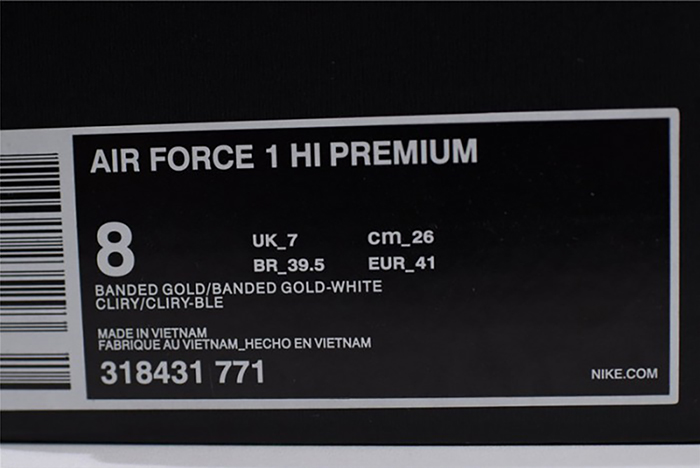 AIR FORCE 1 HI PREMIUM
8
UK_7 cm_26
BR_39.5 EUR_41
BANDED GOLD/BANDED GOLD-WHITE
CLIRY/CLIRY-BLE
MADE IN VIETNAM
FABRIQUE AU VIETNAM_HECHO EN VIETNAM
318431 771
NIKE.COM